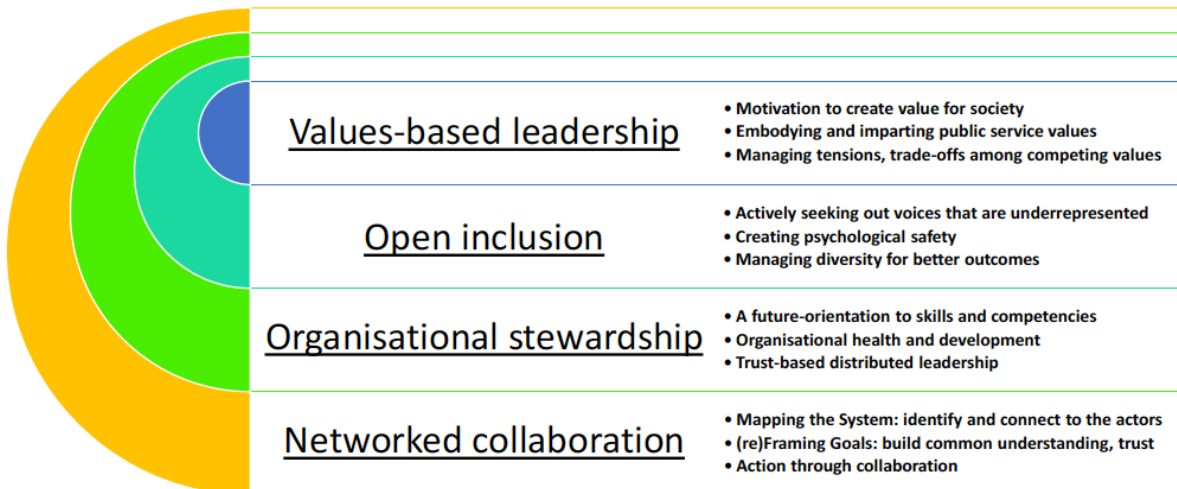 Values-based leadership
• Motivation to create value for society
• Embodying and imparting public service values
• Managing tensions, trade-offs among competing values
Open inclusion
• Actively seeking out voices that are underrepresented
• Creating psychological safety
• Managing diversity for better outcomes
Organisational stewardship
• A future-orientation to skills and competencies
• Organisational health and development
• Trust-based distributed leadership
Networked collaboration
• Mapping the System: identify and connect to the actors
• (re)Framing Goals: build common understanding, trust
• Action through collaboration